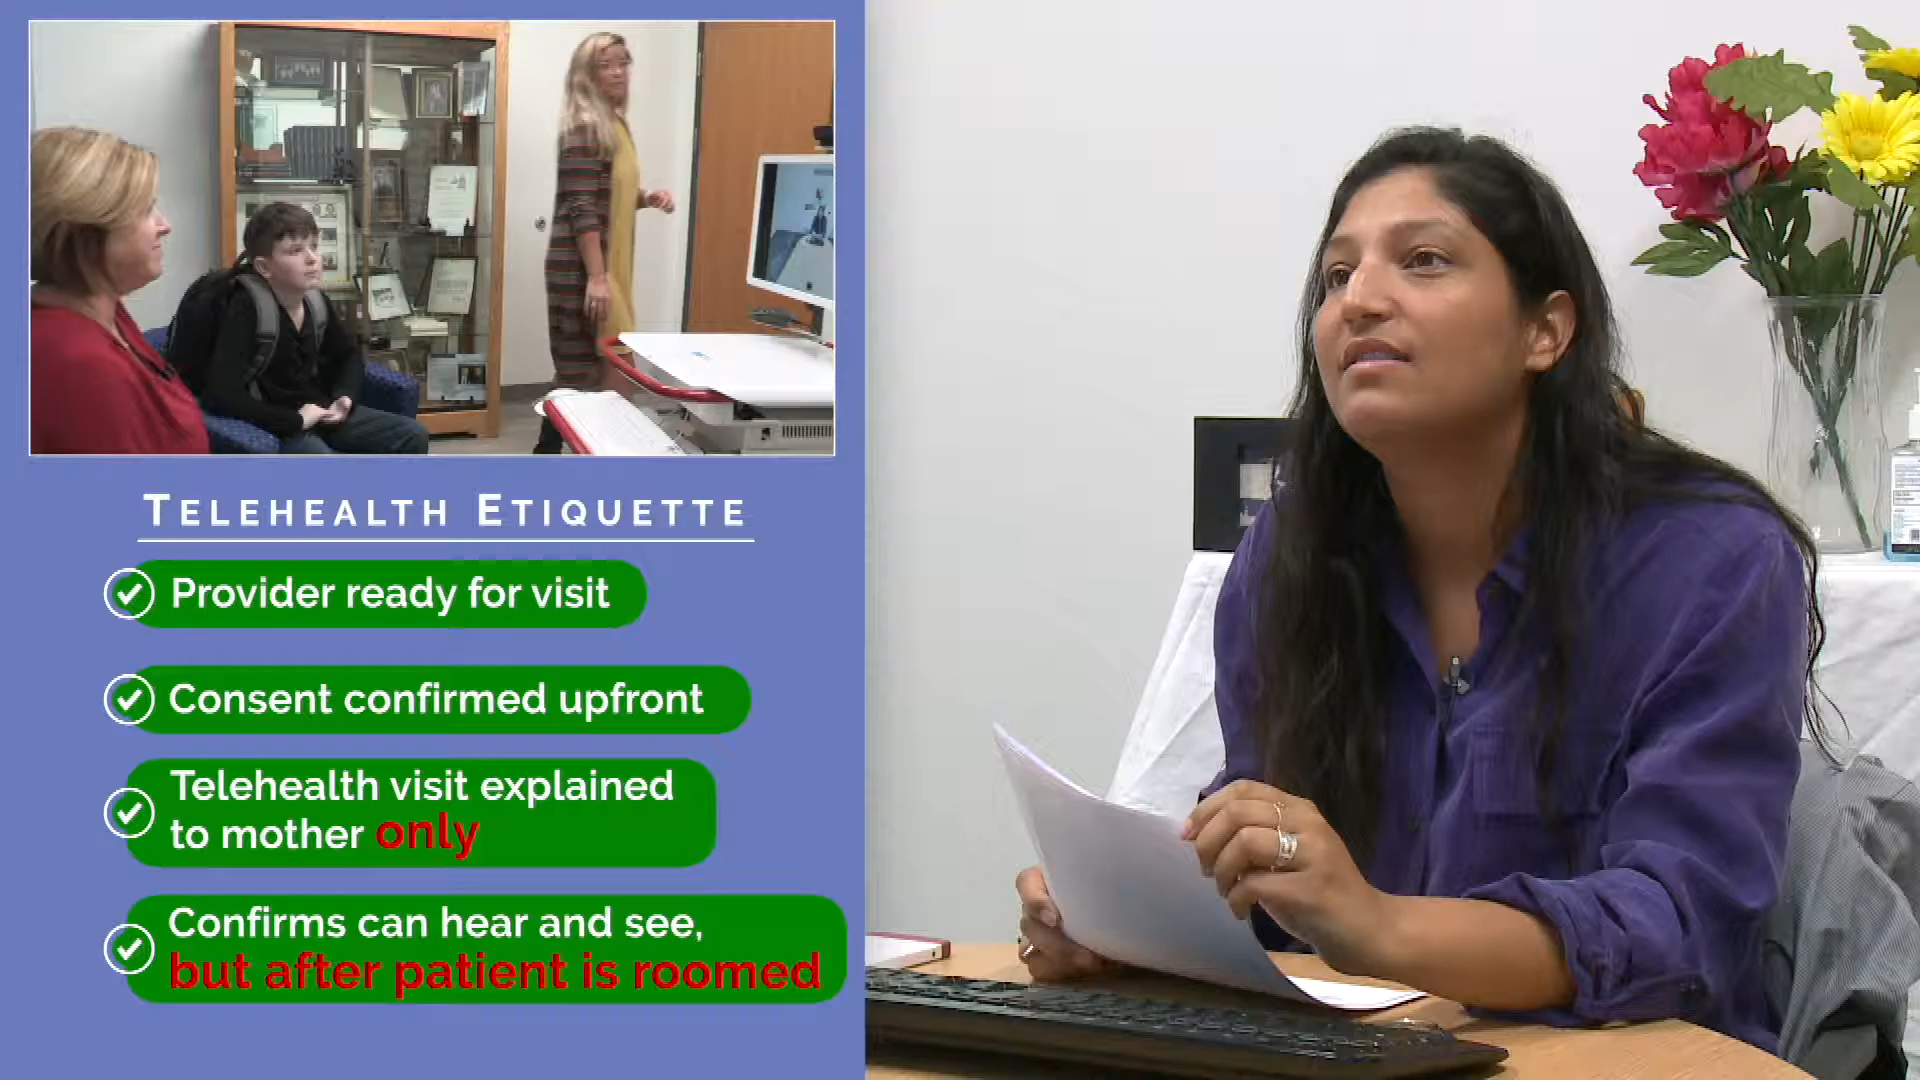 TELEHEALTH ETIQUETTE
Provider ready for visit
Consent confirmed upfront
Telehealth visit explained
to mother only
Confirms can hear and see,
but after patient is roomed